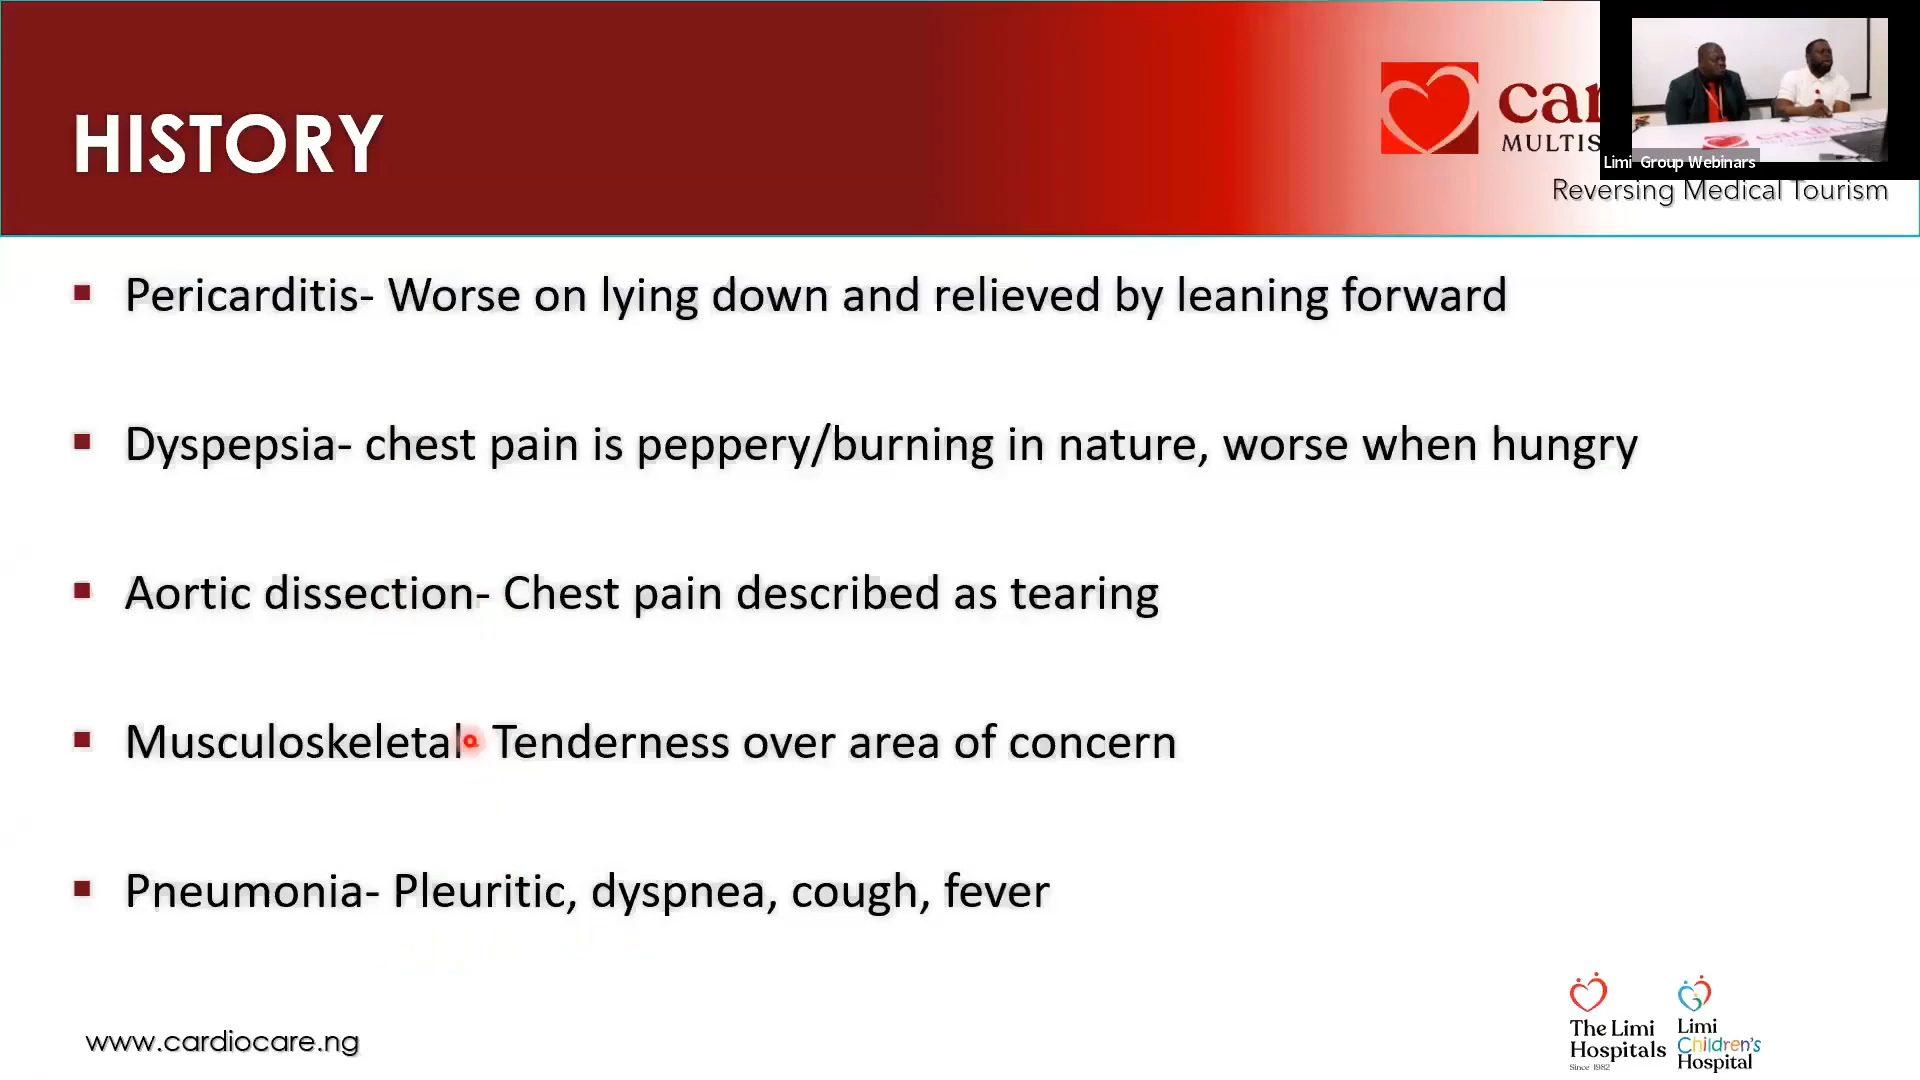 HISTORY
MULTIS
Limi Group Webinars
Reversing Medical Tourism
Pericarditis- Worse on lying down and relieved by leaning forward
Dyspepsia- chest pain is peppery/burning in nature, worse when hungry
Aortic dissection- Chest pain described as tearing
Musculoskeletal- Tenderness over area of concern
Pneumonia- Pleuritic, dyspnea, cough, fever
www.cardiocare.ng
The Limi
Hospitals
Since 1982
Limi
Children's
Hospital